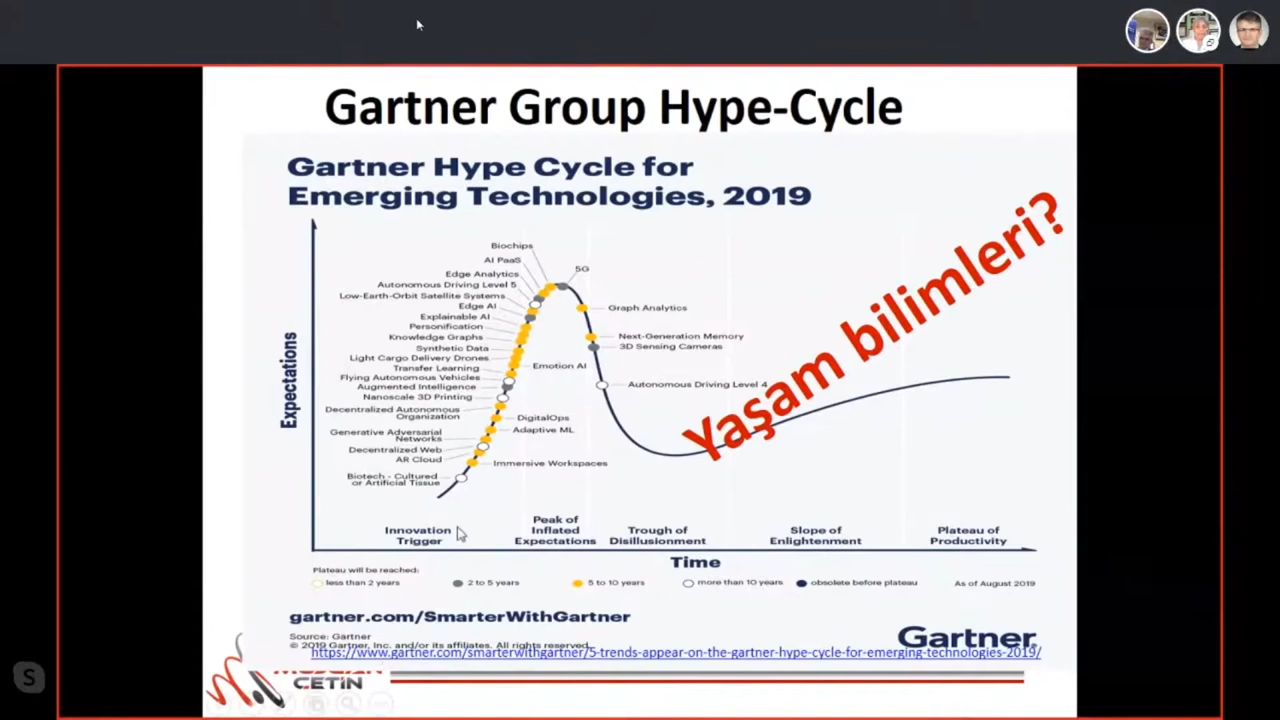 Gartner Group Hype-Cycle
Gartner Hype Cycle for
Emerging Technologies, 2019
Yaşam bilimleri?
Expectations
Biochips
AI PaaS
Edge Analytics
Autonomous Driving Level 5
Low-Earth-Orbit Satellite Systems
Edge AI
Explainable AI
Personification
Knowledge Graphs
Synthetic Data
Light Cargo Delivery Drones
Transfer Learning
Flying Autonomous Vehicles
Augmented Intelligence
Nanoscale 3D Printing
Decentralized Autonomous
Organization
Generative Adversarial
Networks
Decentralized Web
AR Cloud
Biotech - Cultured
or Artificial Tissue
5G
Graph Analytics
Next-Generation Memory
3D Sensing Cameras
Emotion AI
Autonomous Driving Level 4
DigitalOps
Adaptive ML
Immersive Workspaces
Innovation
Trigger
Peak of
Inflated
Expectations
Trough of
Disillusionment
Slope of
Enlightenment
Plateau of
Productivity
Time
Plateau will be reached:
less than 2 years
2 to 5 years
5 to 10 years
more than 10 years
obsolete before plateau
As of August 2019
gartner.com/SmarterWithGartner
Source: Gartner
© 2019 Gartner, Inc. and/or its affiliates. All rights reserved.
Gartner
https://www.gartner.com/smarterwithgartner/5-trends-appear-on-the-gartner-hype-cycle-for-emerging-technologies-2019/
CETIN
S